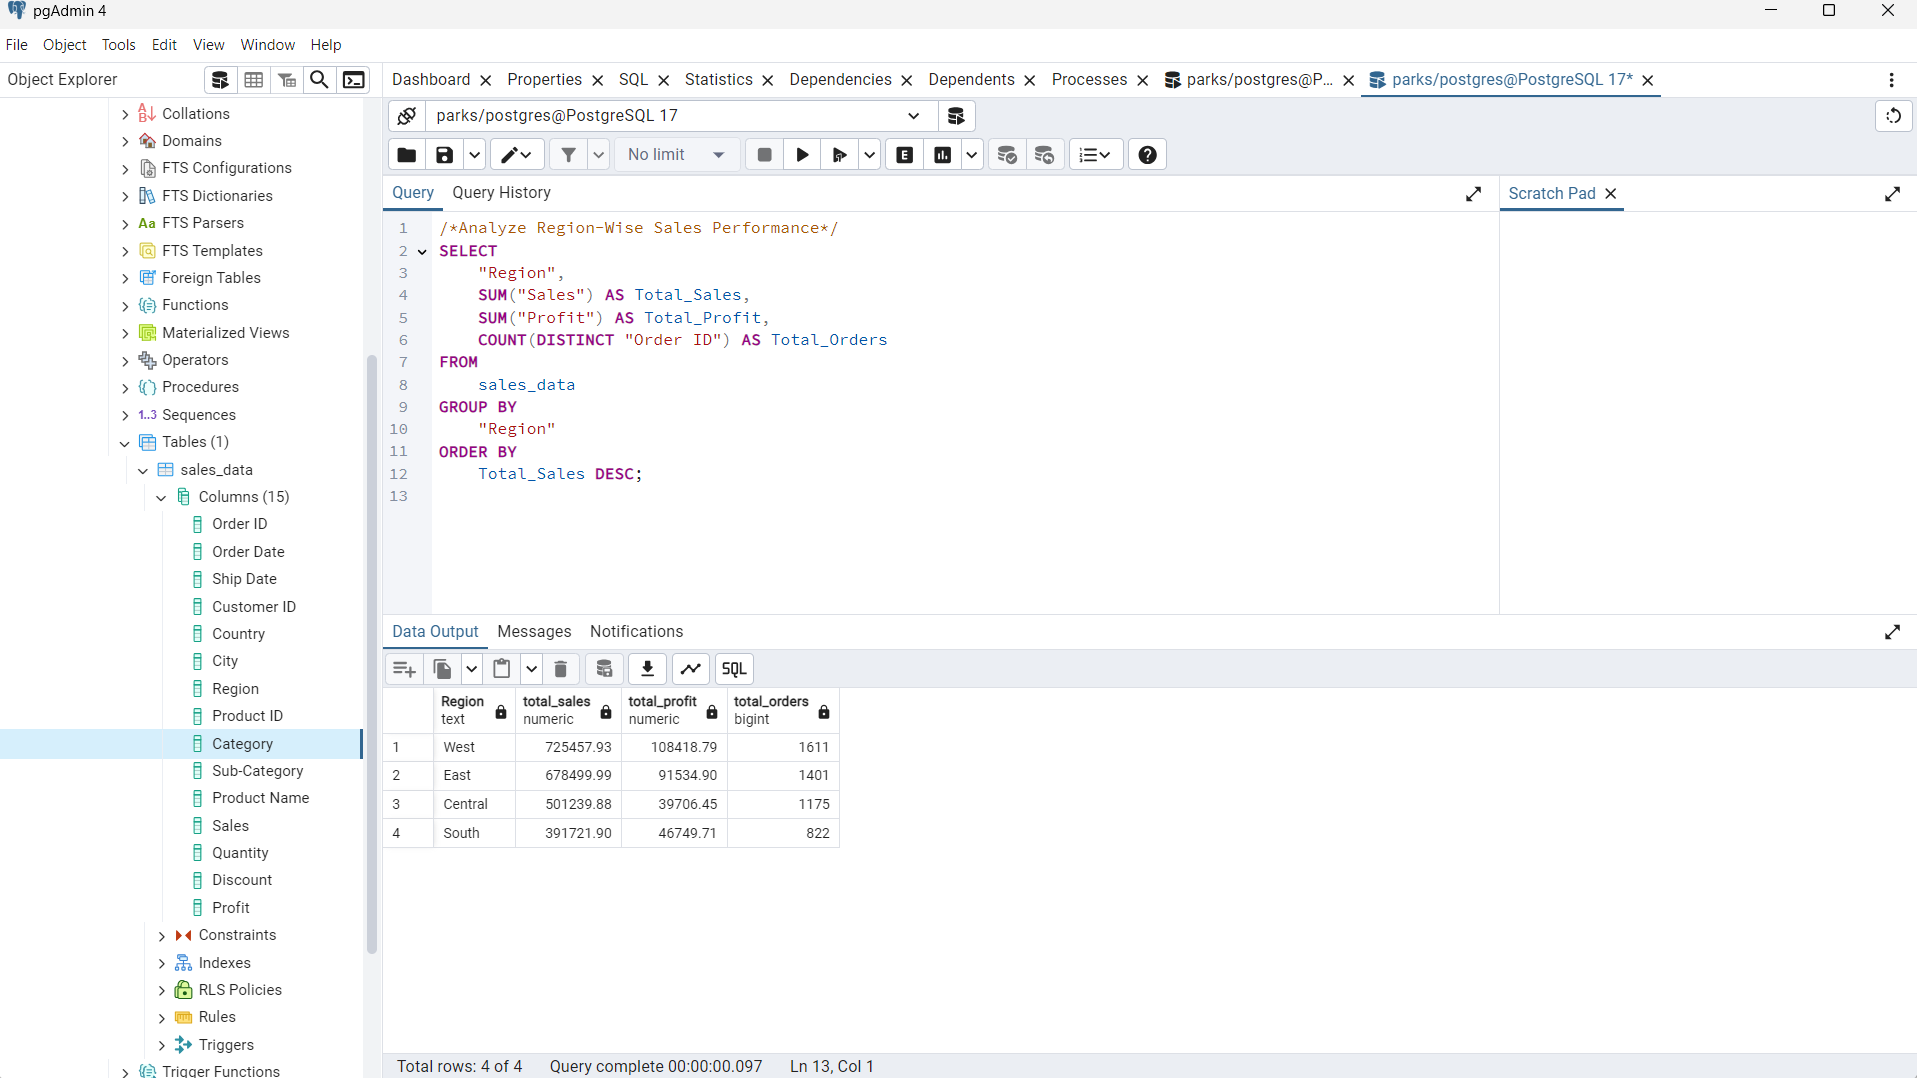 pgAdmin 4
File Object Tools Edit View Window Help
Object Explorer
Dashboard Properties SQL Statistics Dependencies Dependents Processes parks/postgres@P... parks/postgres@PostgreSQL 17*
parks/postgres@PostgreSQL 17
No limit
E
Query Query History
Scratch Pad
Collations
Domains
FTS Configurations
FTS Dictionaries
Aa FTS Parsers
FTS Templates
Foreign Tables
Functions
Materialized Views
Operators
Procedures
1..3 Sequences
Tables (1)
sales_data
Columns (15)
Order ID
Order Date
Ship Date
Customer ID
Country
City
Region
Product ID
Category
Sub-Category
Product Name
Sales
Quantity
Discount
Profit
Constraints
Indexes
RLS Policies
Rules
Triggers
Trigger Functions
1 /*Analyze Region-Wise Sales Performance*/
2 SELECT
3 "Region",
4 SUM("Sales") AS Total_Sales,
5 SUM("Profit") AS Total_Profit,
6 COUNT(DISTINCT "Order ID") AS Total_Orders
7 FROM
8 sales_data
9 GROUP BY
10 "Region"
11 ORDER BY
12 Total_Sales DESC;
13
Data Output Messages Notifications
SQL
Region total_sales total_profit total_orders
text numeric numeric bigint
1 West 725457.93 108418.79 1611
2 East 678499.99 91534.90 1401
3 Central 501239.88 39706.45 1175
4 South 391721.90 46749.71 822
Total rows: 4 of 4 Query complete 00:00:00.097 Ln 13, Col 1